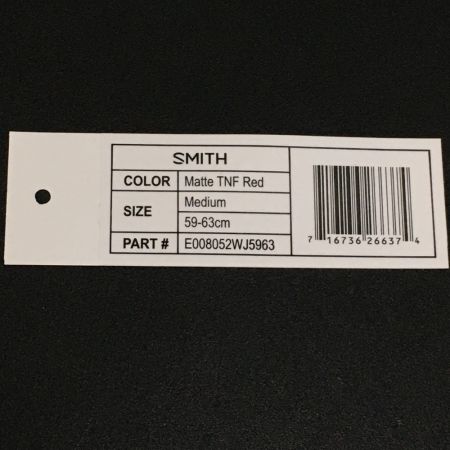 SMITH
COLOR Matte TNF Red
SIZE Medium
59-63cm
PART # E008052WJ5963
7 16736 26637 4